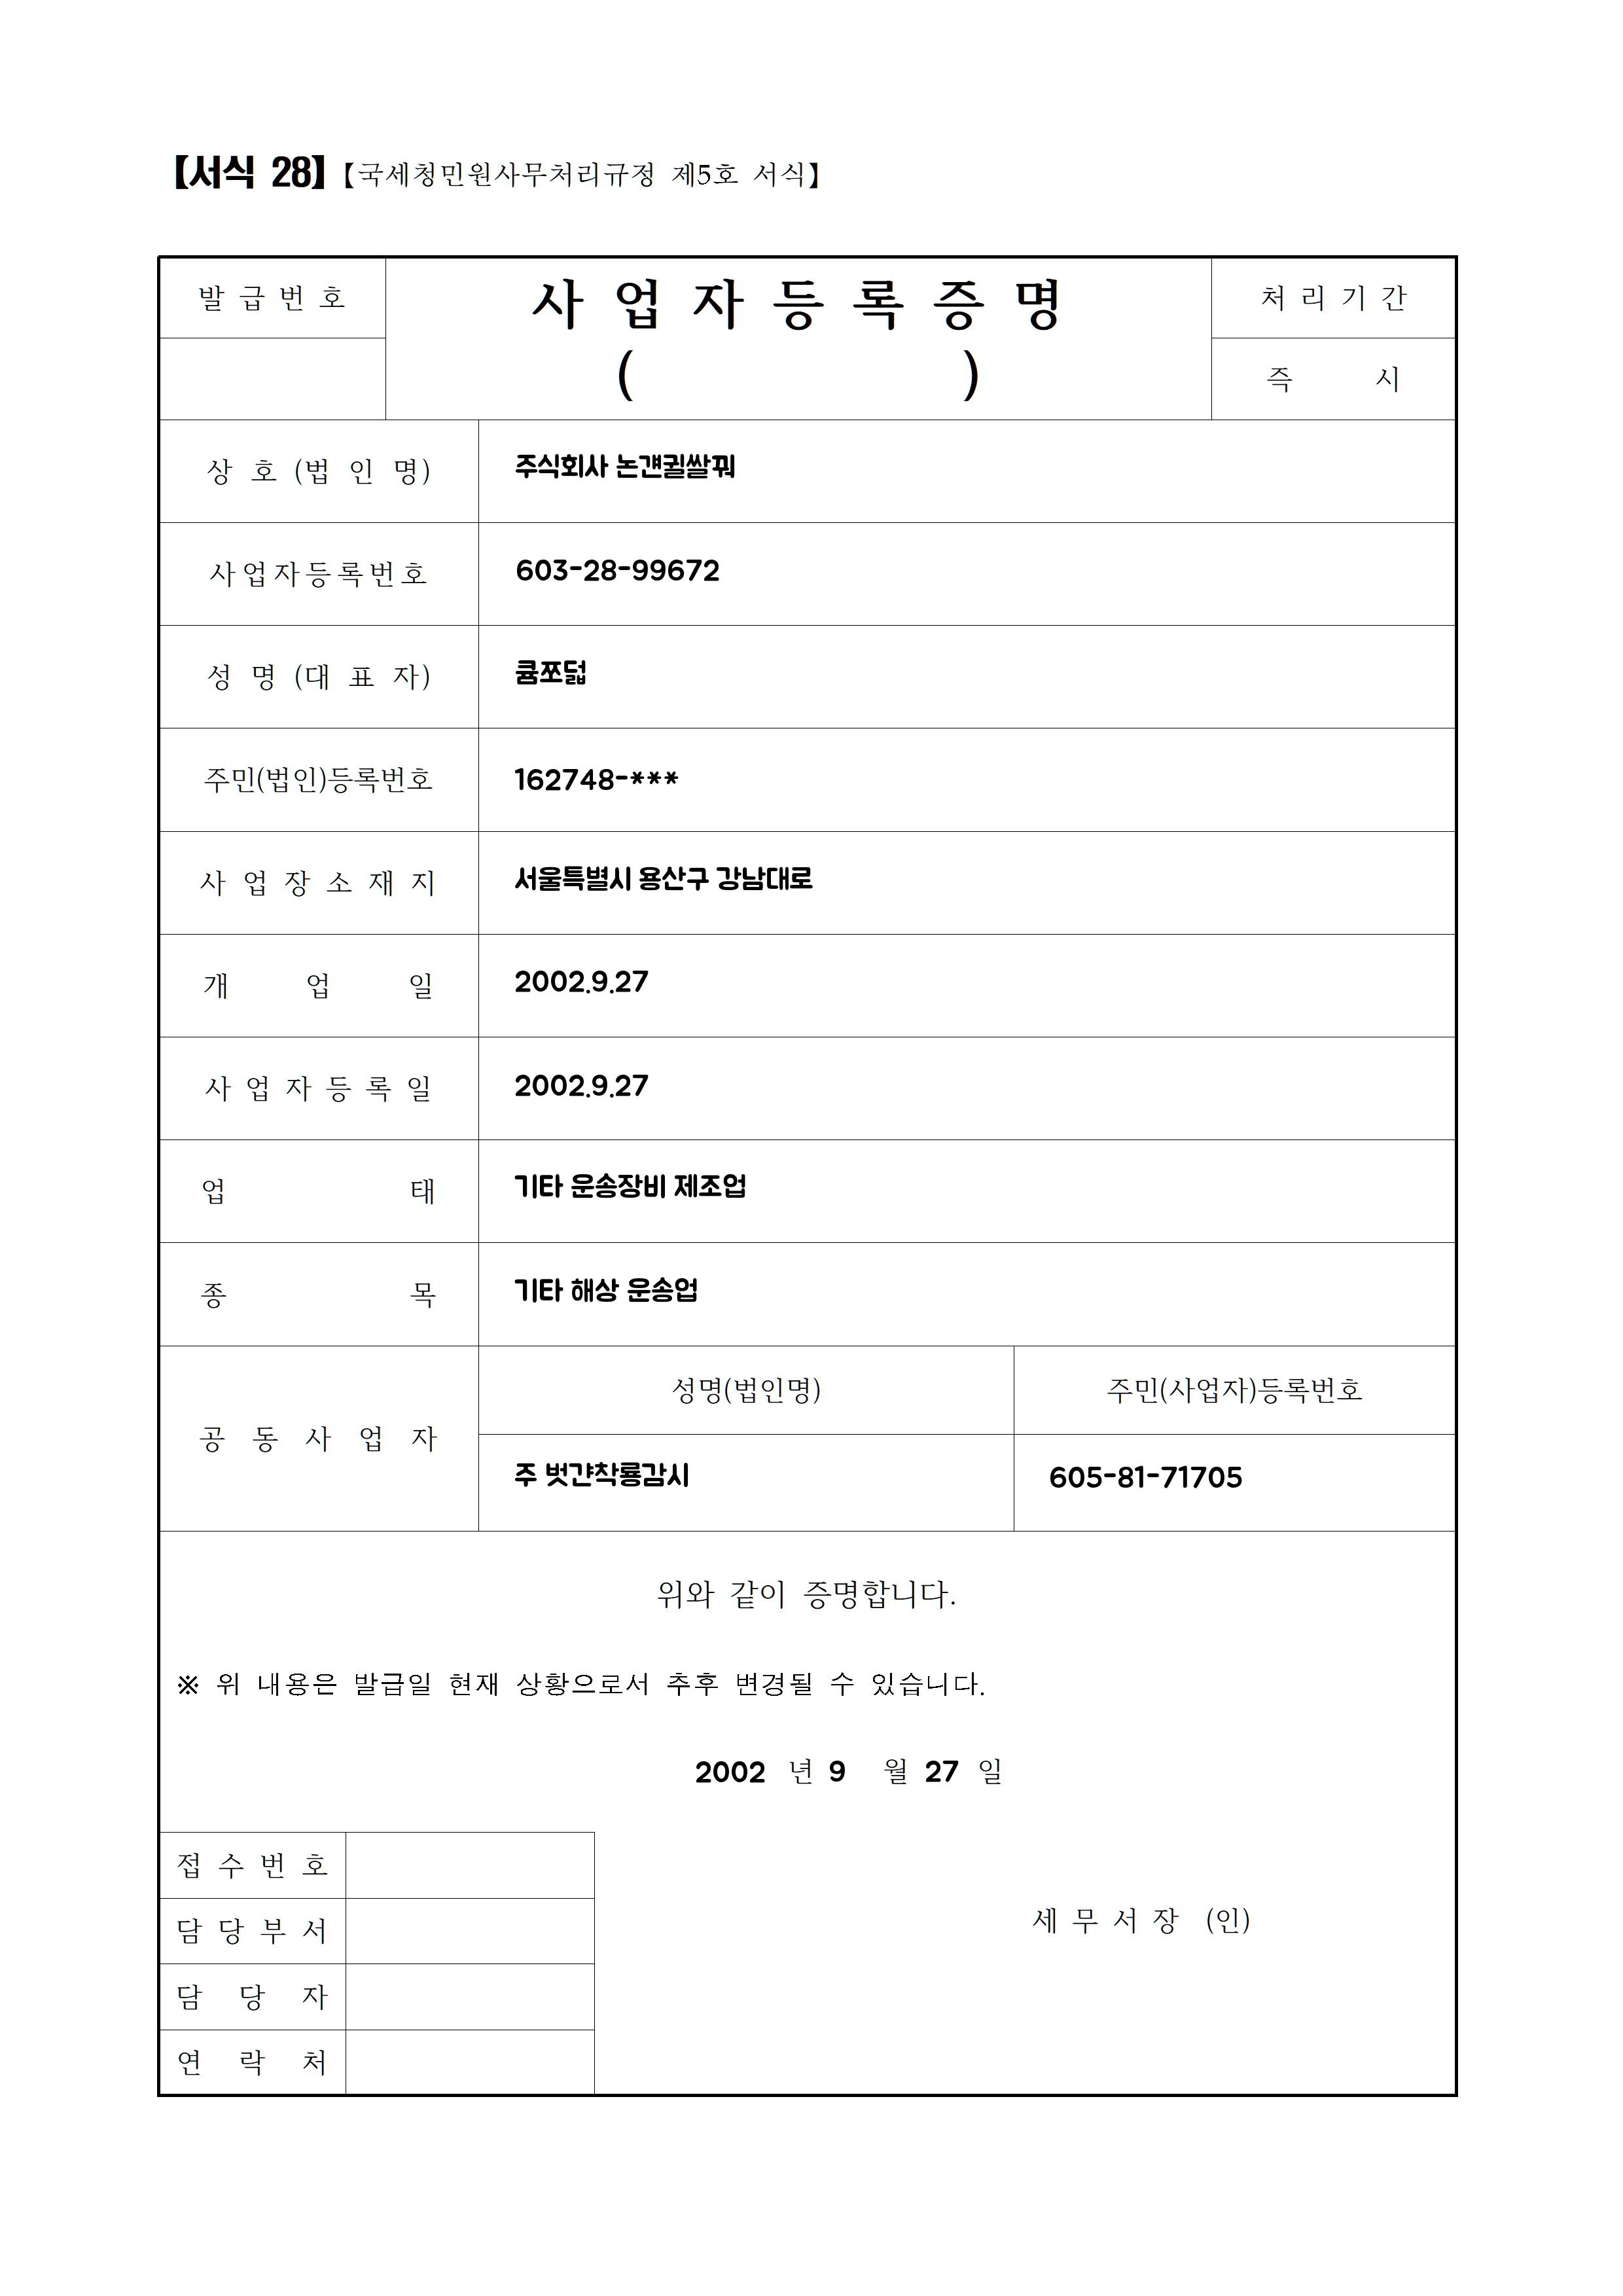 【서식 28】【국세청민원사무처리규정 제5호 서식】
발 급 번 호
사 업 자 등 록 증 명
( )
처 리 기 간
즉 시
상 호 (법 인 명)
주식회사 논걘귈쌀꿔
사업자등록번호
603-28-99672
성 명 (대 표 자)
큠쪼덟
주민(법인)등록번호
162748-***
사 업 장 소 재 지
서울특별시 용산구 강남대로
개 업 일
2002.9.27
사 업 자 등 록 일
2002.9.27
업 태
기타 운송장비 제조업
종 목
기타 해상 운송업
공 동 사 업 자
성명(법인명)
주민(사업자)등록번호
주 벗갼착룡감시
605-81-71705
위와 같이 증명합니다.
※ 위 내용은 발급일 현재 상황으로서 추후 변경될 수 있습니다.
2002 년 9 월 27 일
접 수 번 호
담 당 부 서
세 무 서 장 (인)
담 당 자
연 락 처